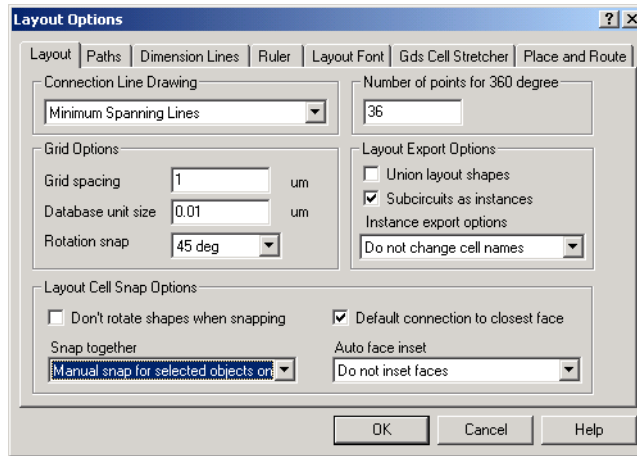 Layout Options
Layout Paths Dimension Lines Ruler Layout Font Gds Cell Stretcher Place and Route
Connection Line Drawing
Minimum Spanning Lines
Number of points for 360 degree
36
Grid Options
Grid spacing 1 um
Database unit size 0.01 um
Rotation snap 45 deg
Layout Export Options
Union layout shapes
Subcircuits as instances
Instance export options
Do not change cell names
Layout Cell Snap Options
Don't rotate shapes when snapping
Default connection to closest face
Snap together
Manual snap for selected objects on
Auto face inset
Do not inset faces
OK Cancel Help